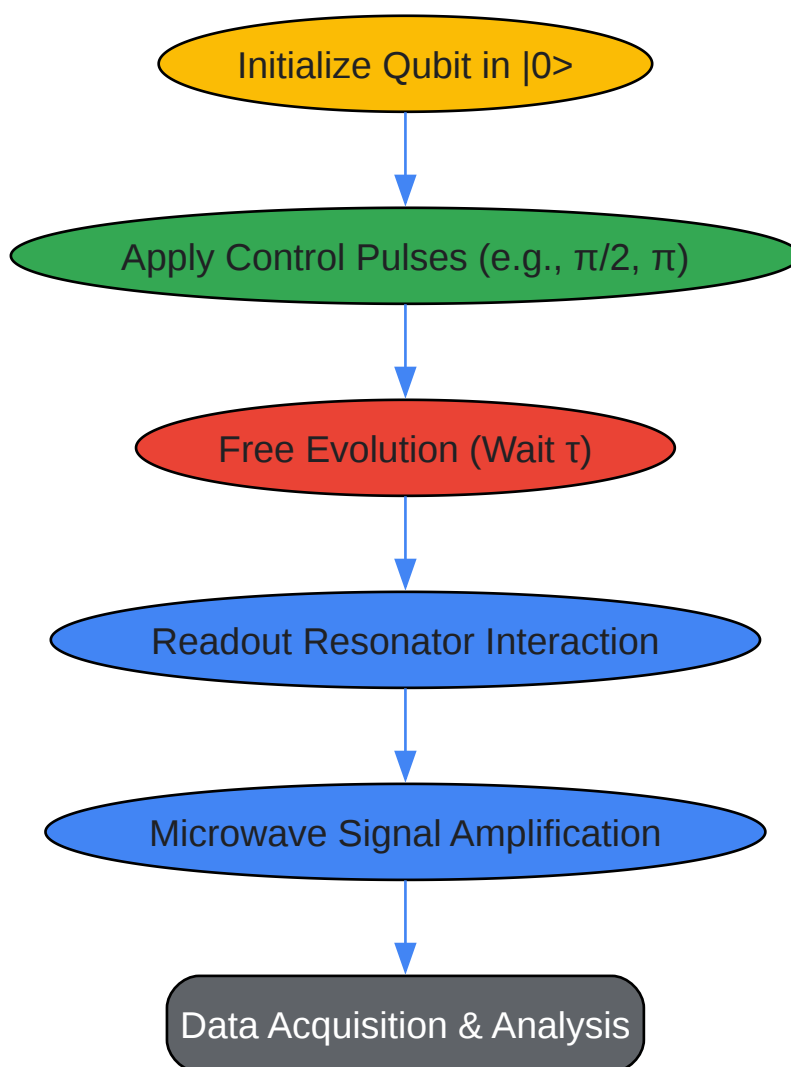 Initialize Qubit in |0>
Apply Control Pulses (e.g., π/2, π)
Free Evolution (Wait τ)
Readout Resonator Interaction
Microwave Signal Amplification
Data Acquisition & Analysis